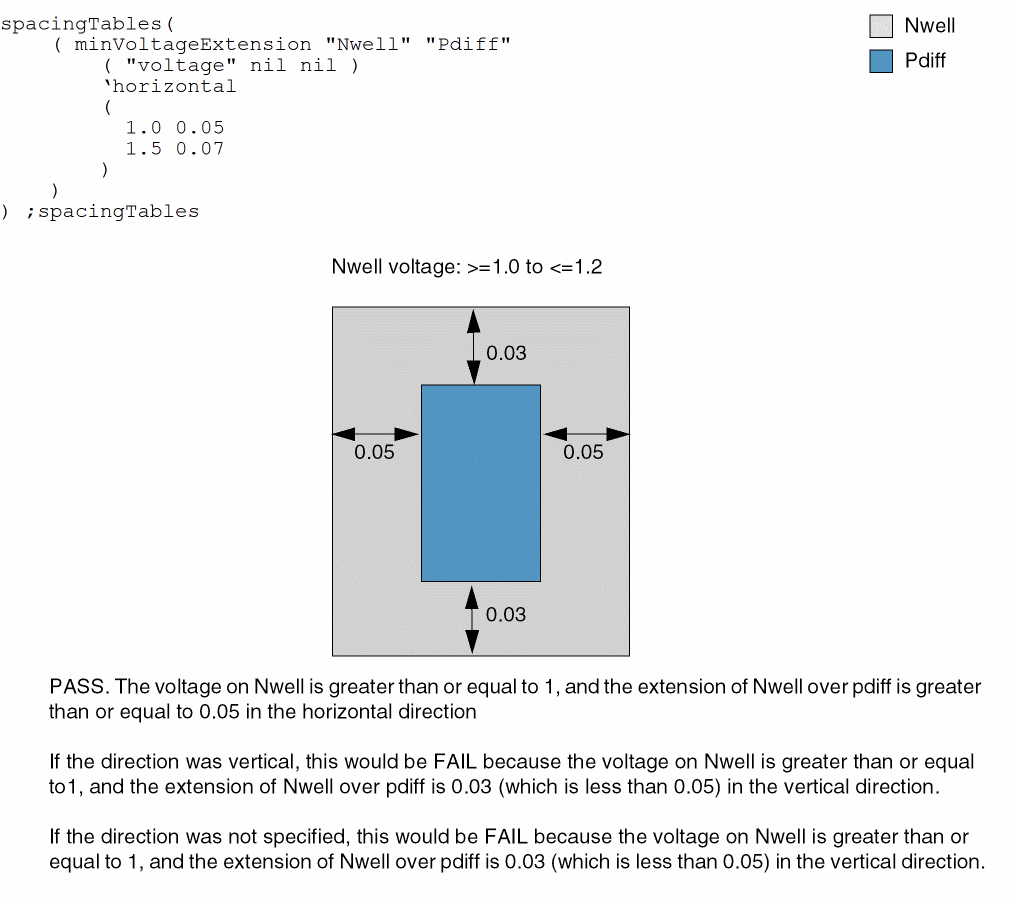 spacingTables(
( minVoltageExtension "Nwell" "Pdiff"
( "voltage" nil nil )
‘horizontal
(
1.0 0.05
1.5 0.07
)
)
) ;spacingTables
Nwell
Pdiff
Nwell voltage: >=1.0 to <=1.2
0.03
0.05
0.05
0.03
PASS. The voltage on Nwell is greater than or equal to 1, and the extension of Nwell over pdiff is greater
than or equal to 0.05 in the horizontal direction
If the direction was vertical, this would be FAIL because the voltage on Nwell is greater than or equal
to1, and the extension of Nwell over pdiff is 0.03 (which is less than 0.05) in the vertical direction.
If the direction was not specified, this would be FAIL because the voltage on Nwell is greater than or
equal to 1, and the extension of Nwell over pdiff is 0.03 (which is less than 0.05) in the vertical direction.